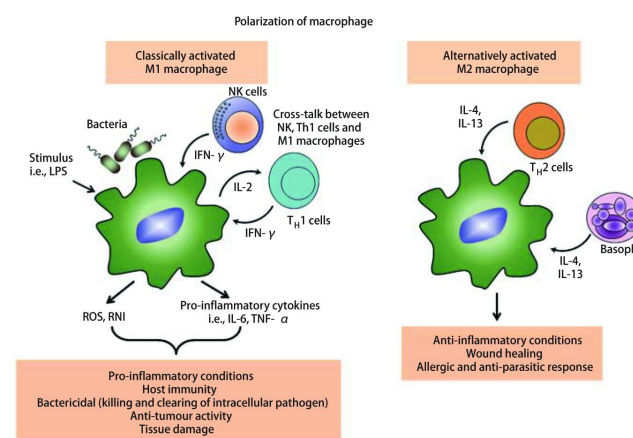 Polarization of macrophage
Classically activated
M1 macrophage
NK cells
Bacteria
Cross-talk between
NK, Th1 cells and
M1 macrophages
Stimulus
i.e., LPS
IFN- γ
IL-2
IFN- γ
TH1 cells
ROS, RNI
Pro-inflammatory cytokines
i.e., IL-6, TNF- α
Pro-inflammatory conditions
Host immunity
Bactericidal (killing and clearing of intracellular pathogen)
Anti-tumour activity
Tissue damage
Alternatively activated
M2 macrophage
IL-4,
IL-13
TH2 cells
Basoph
IL-4,
IL-13
Anti-inflammatory conditions
Wound healing
Allergic and anti-parasitic response